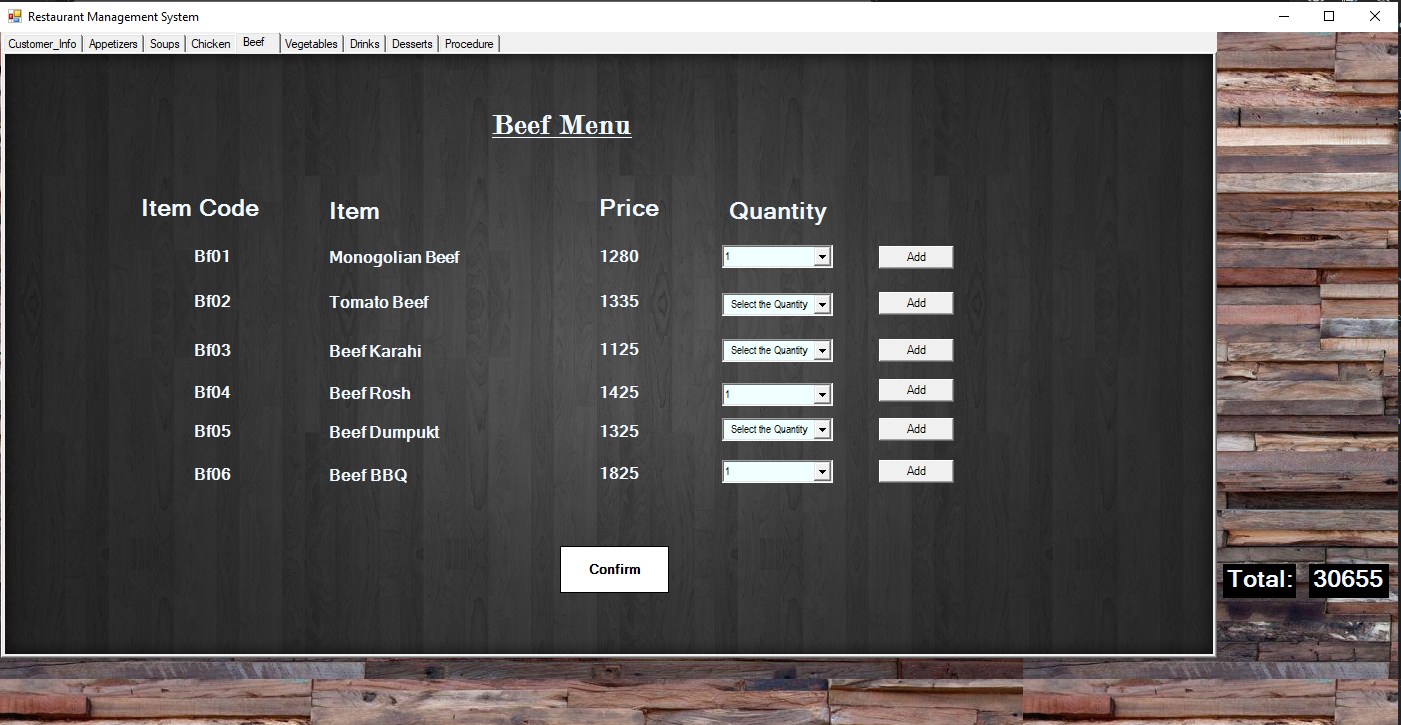 Restaurant Management System
Customer_Info Appetizers Soups Chicken Beef Vegetables Drinks Desserts Procedure
Beef Menu
Item Code Item Price Quantity
Bf01 Monogolian Beef 1280 1 Add
Bf02 Tomato Beef 1335 Select the Quantity Add
Bf03 Beef Karahi 1125 Select the Quantity Add
Bf04 Beef Rosh 1425 1 Add
Bf05 Beef Dumpukt 1325 Select the Quantity Add
Bf06 Beef BBQ 1825 1 Add
Confirm
Total: 30655